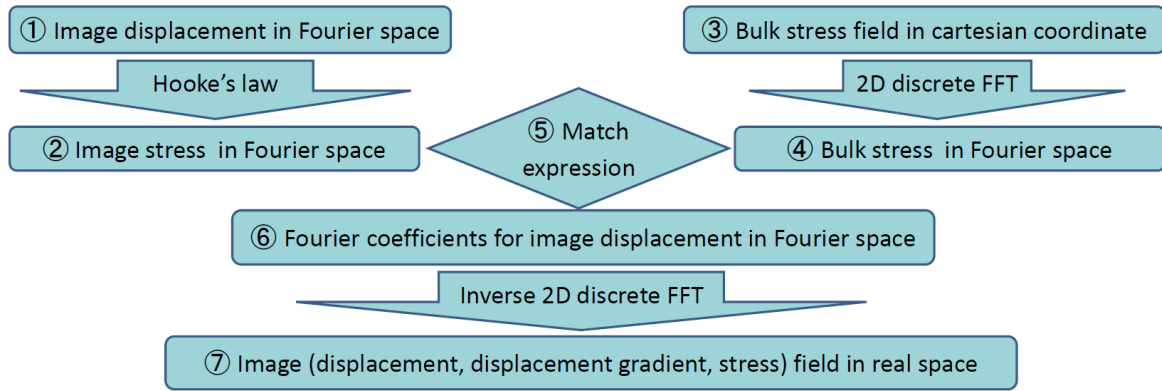 ① Image displacement in Fourier space
Hooke's law
② Image stress in Fourier space
③ Bulk stress field in cartesian coordinate
2D discrete FFT
④ Bulk stress in Fourier space
⑤ Match
expression
⑥ Fourier coefficients for image displacement in Fourier space
Inverse 2D discrete FFT
⑦ Image (displacement, displacement gradient, stress) field in real space